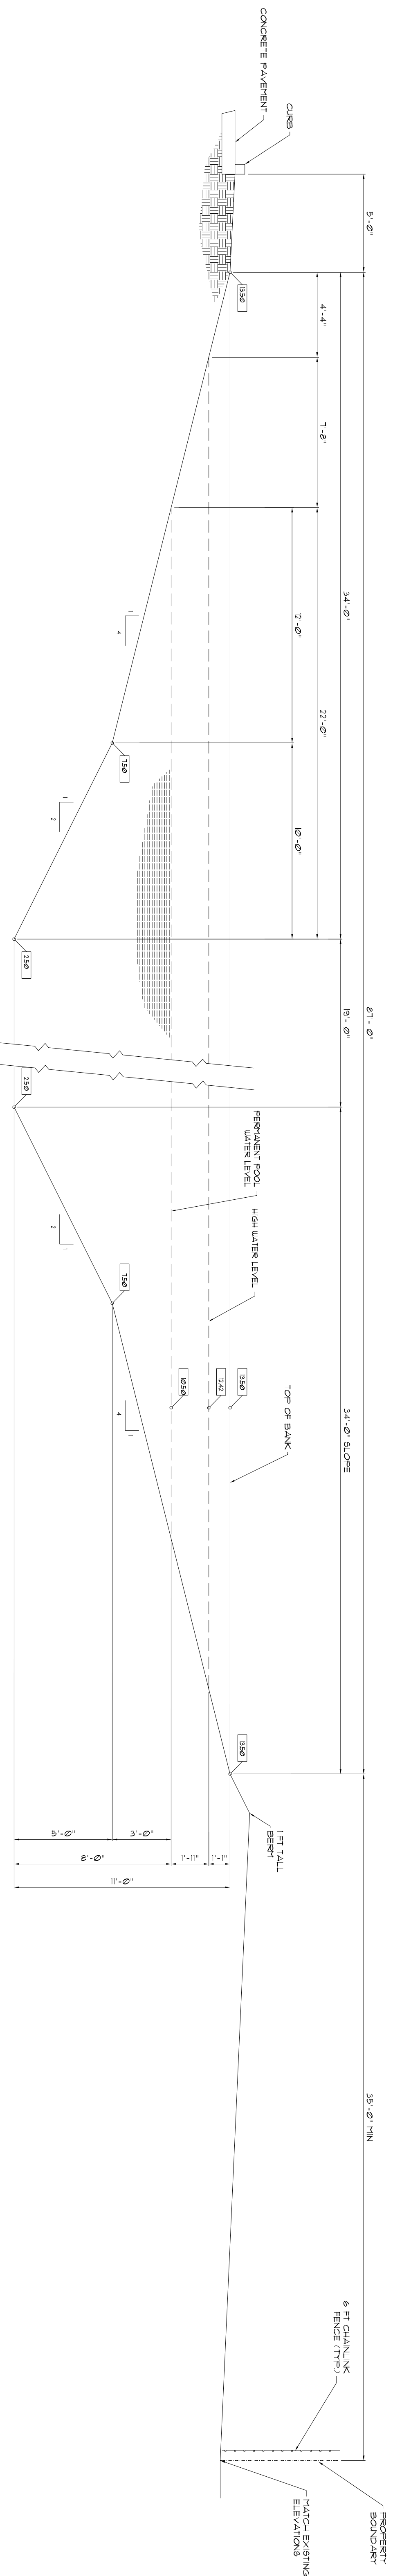 CONCRETE PAVEMENT
CURB
5'-0"
13.50
4'-4"
7'-8"
34'-0"
12'-0"
22'-0"
1
4
7.50
10'-0"
1
2
2.50
87'-0"
19'-0"
2.50
PERMANENT POOL
WATER LEVEL
HIGH WATER LEVEL
2
1
7.50
34'-0" SLOPE
TOP OF BANK
10.50
12.42
13.50
4
1
13.50
1 FT TALL
BERM
5'-0"
3'-0"
8'-0"
1'-11"
1'-1"
11'-0"
35'-0" MIN
6 FT CHAINLINK
FENCE (TYP.)
PROPERTY
BOUNDARY
MATCH EXISTING
ELEVATIONS